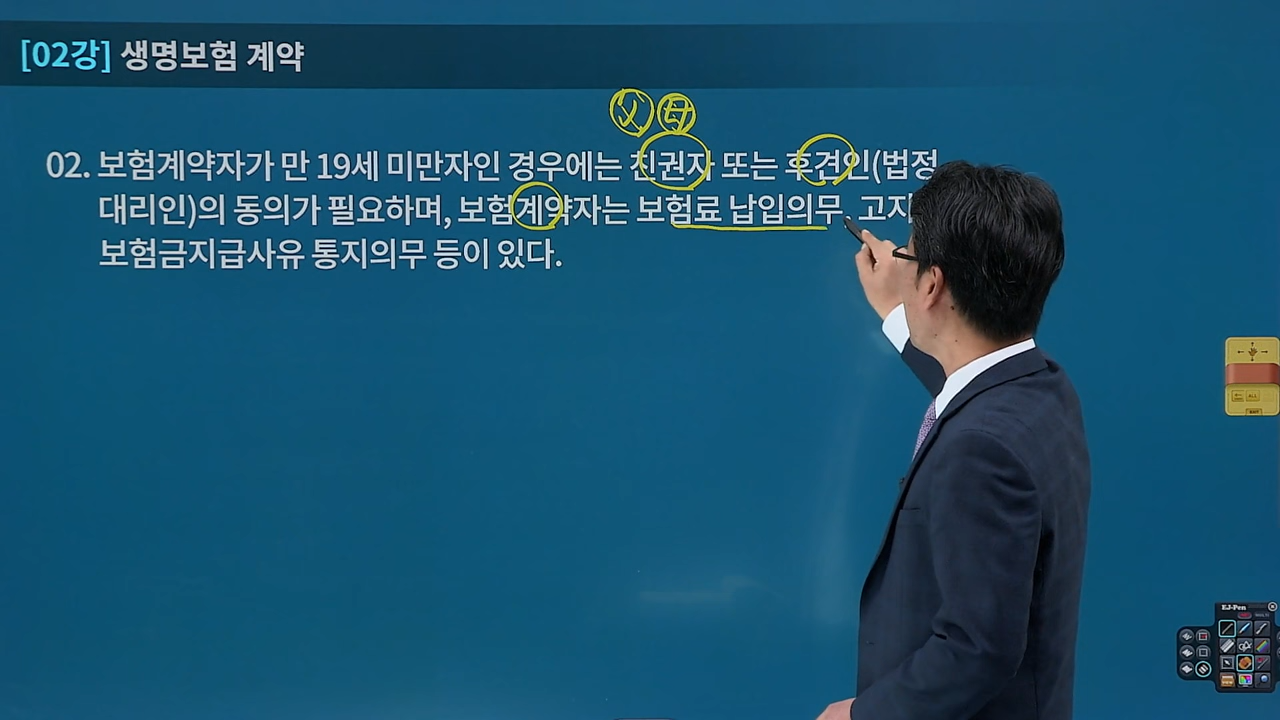 [02강] 생명보험 계약
父 母
02. 보험계약자가 만 19세 미만자인 경우에는 친권자 또는 후견인(법정
대리인)의 동의가 필요하며, 보험계약자는 보험료 납입의무, 고지
보험금지급사유 통지의무 등이 있다.
EJ-Pen
ALL
EXIT